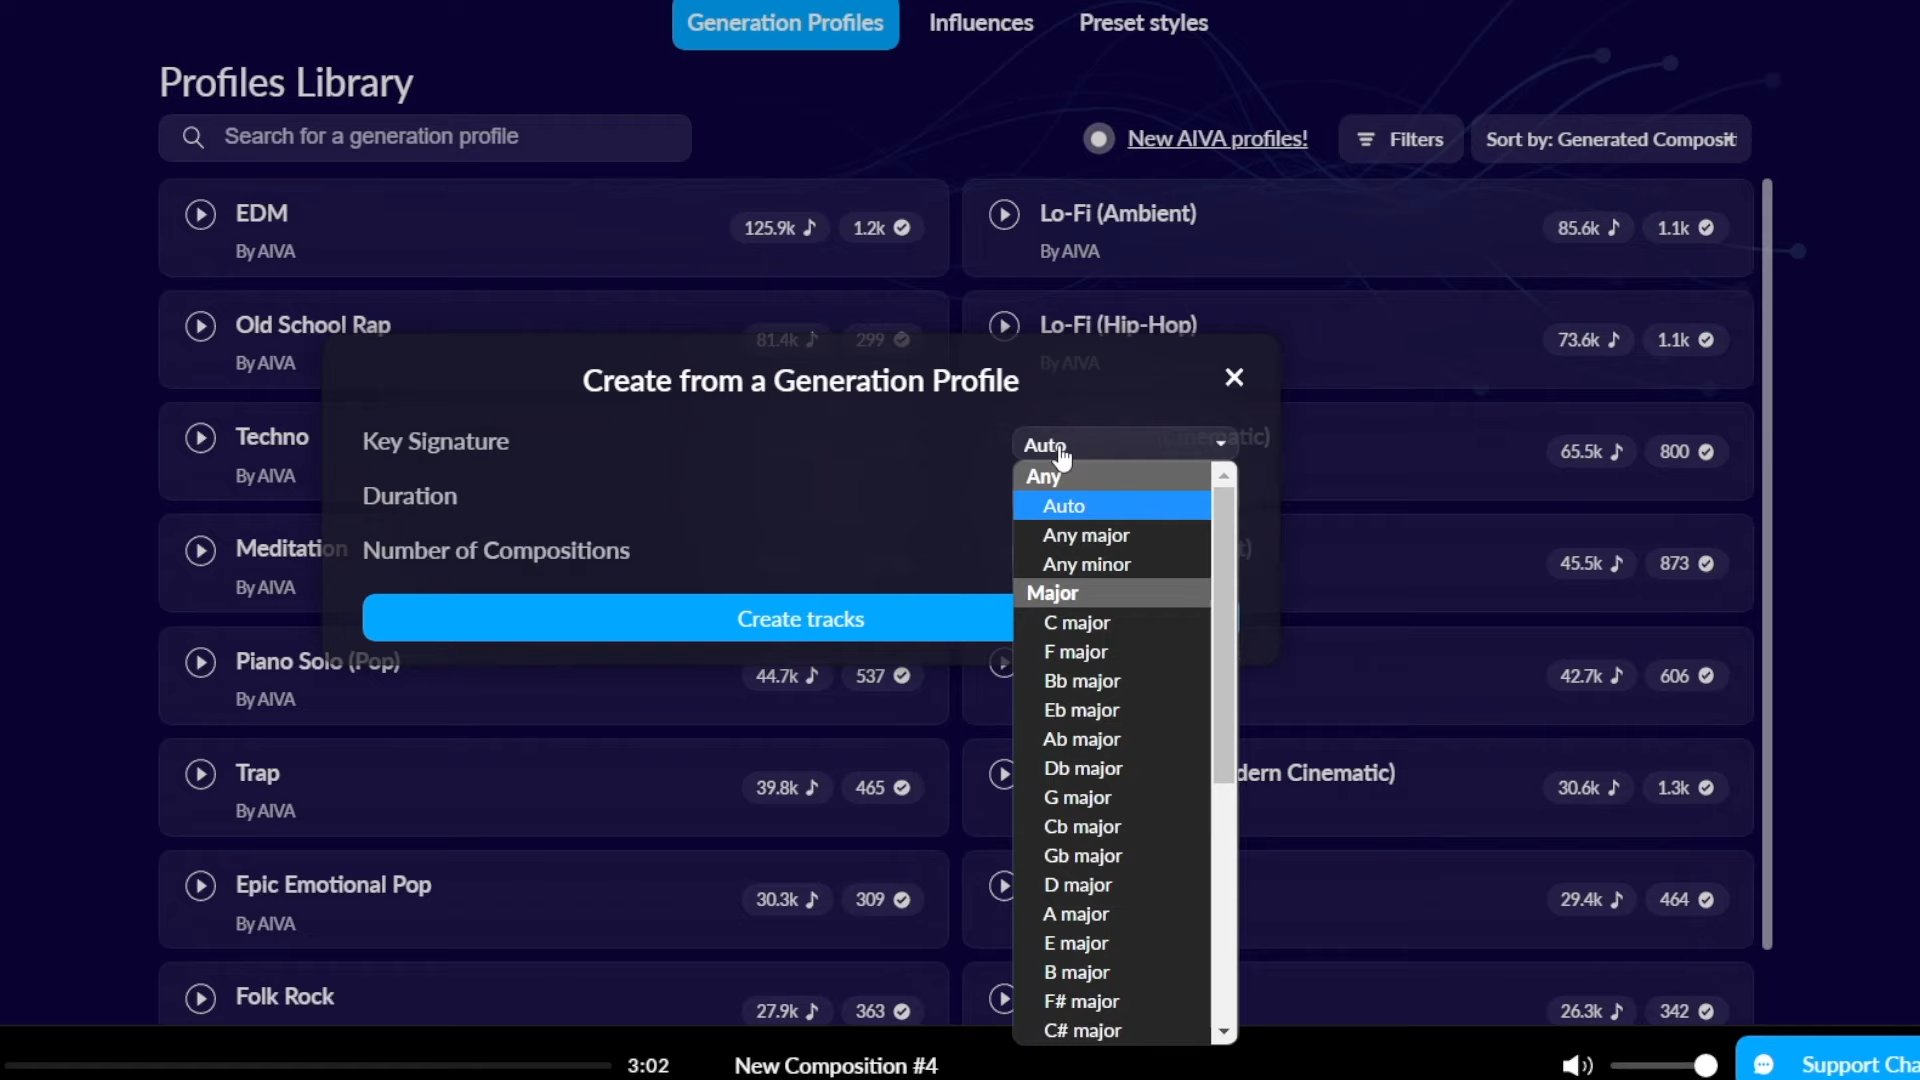 Generation Profiles
Influences
Preset styles
Profiles Library
Search for a generation profile
New AIVA profiles!
Filters
Sort by: Generated Composit
EDM
By AIVA
125.9k
1.2k
Lo-Fi (Ambient)
By AIVA
85.6k
1.1k
Old School Rap
By AIVA
81.4k
299
Lo-Fi (Hip-Hop)
By AIVA
73.6k
1.1k
Create from a Generation Profile
Techno
By AIVA
Key Signature
Auto
65.5k
800
Duration
Number of Compositions
Create tracks
Any
Auto
Any major
Any minor
Major
C major
F major
Bb major
Eb major
Ab major
Db major
G major
Cb major
Gb major
D major
A major
E major
B major
F# major
C# major
Meditation
By AIVA
45.5k
873
Piano Solo (Pop)
By AIVA
44.7k
537
42.7k
606
Trap
By AIVA
39.8k
465
dern Cinematic)
30.6k
1.3k
Epic Emotional Pop
By AIVA
30.3k
309
29.4k
464
Folk Rock
27.9k
363
26.3k
342
3:02
New Composition #4
Support Cha